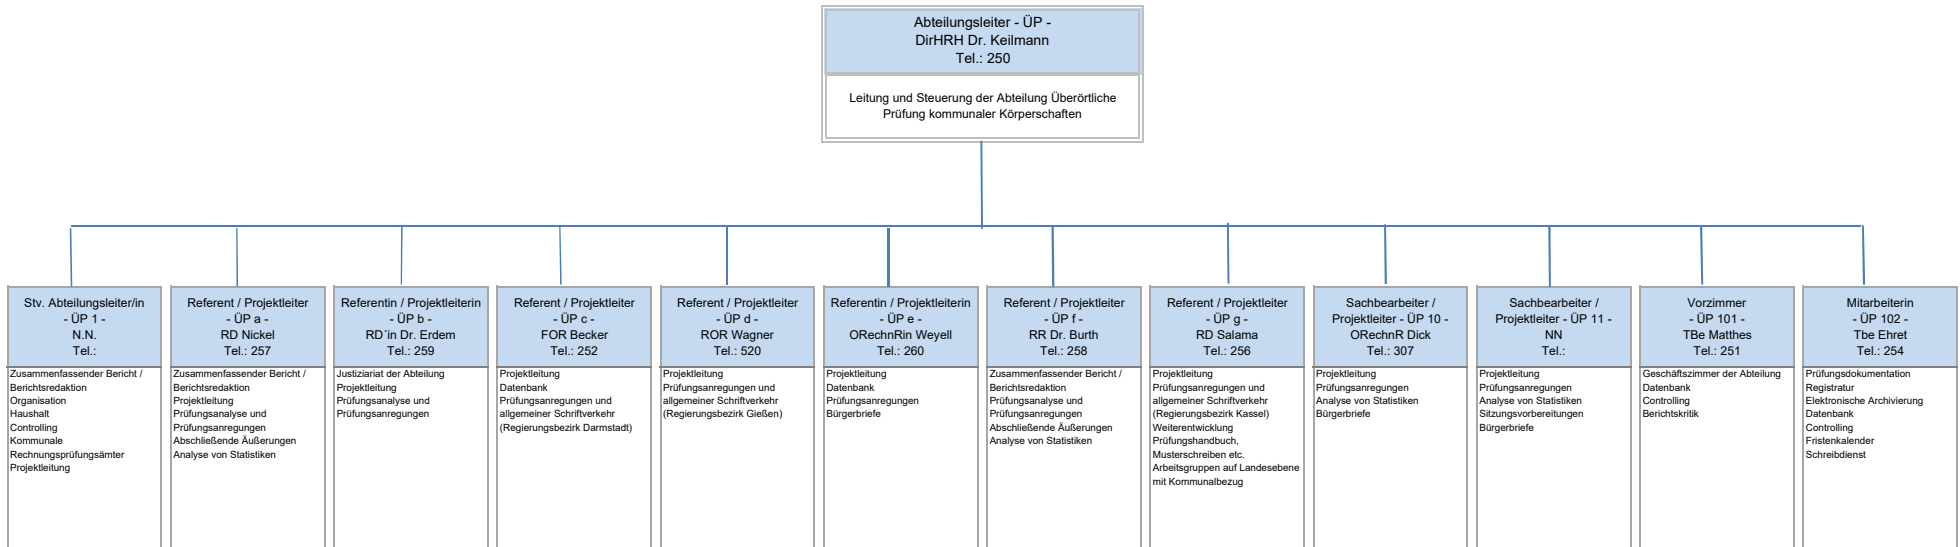 Abteilungsleiter - ÜP -
DirHRH Dr. Keilmann
Tel.: 250
Leitung und Steuerung der Abteilung Überörtliche
Prüfung kommunaler Körperschaften
Stv. Abteilungsleiter/in
- ÜP 1 -
N.N.
Tel.:
Zusammenfassender Bericht /
Berichtsredaktion
Organisation
Haushalt
Controlling
Kommunale
Rechnungsprüfungsämter
Projektleitung
Referent / Projektleiter
- ÜP a -
RD Nickel
Tel.: 257
Zusammenfassender Bericht /
Berichtsredaktion
Projektleitung
Prüfungsanalyse und
Prüfungsanregungen
Abschließende Äußerungen
Analyse von Statistiken
Referentin / Projektleiterin
- ÜP b -
RD´in Dr. Erdem
Tel.: 259
Justiziariat der Abteilung
Projektleitung
Prüfungsanalyse und
Prüfungsanregungen
Referent / Projektleiter
- ÜP c -
FOR Becker
Tel.: 252
Projektleitung
Datenbank
Prüfungsanregungen und
allgemeiner Schriftverkehr
(Regierungsbezirk Darmstadt)
Referent / Projektleiter
- ÜP d -
ROR Wagner
Tel.: 520
Projektleitung
Prüfungsanregungen und
allgemeiner Schriftverkehr
(Regierungsbezirk Gießen)
Referentin / Projektleiterin
- ÜP e -
ORechnRin Weyell
Tel.: 260
Projektleitung
Datenbank
Prüfungsanregungen
Bürgerbriefe
Referent / Projektleiter
- ÜP f -
RR Dr. Burth
Tel.: 258
Zusammenfassender Bericht /
Berichtsredaktion
Prüfungsanalyse und
Prüfungsanregungen
Abschließende Äußerungen
Analyse von Statistiken
Referent / Projektleiter
- ÜP g -
RD Salama
Tel.: 256
Projektleitung
Prüfungsanregungen und
allgemeiner Schriftverkehr
(Regierungsbezirk Kassel)
Weiterentwicklung
Prüfungshandbuch,
Musterschreiben etc.
Arbeitsgruppen auf Landesebene
mit Kommunalbezug
Sachbearbeiter /
Projektleiter - ÜP 10 -
ORechnR Dick
Tel.: 307
Projektleitung
Prüfungsanregungen
Analyse von Statistiken
Bürgerbriefe
Sachbearbeiter /
Projektleiter - ÜP 11 -
NN
Tel.:
Projektleitung
Prüfungsanregungen
Analyse von Statistiken
Sitzungsvorbereitungen
Bürgerbriefe
Vorzimmer
- ÜP 101 -
TBe Matthes
Tel.: 251
Geschäftszimmer der Abteilung
Datenbank
Controlling
Berichtskritik
Mitarbeiterin
- ÜP 102 -
Tbe Ehret
Tel.: 254
Prüfungsdokumentation
Registratur
Elektronische Archivierung
Datenbank
Controlling
Fristenkalender
Schreibdienst